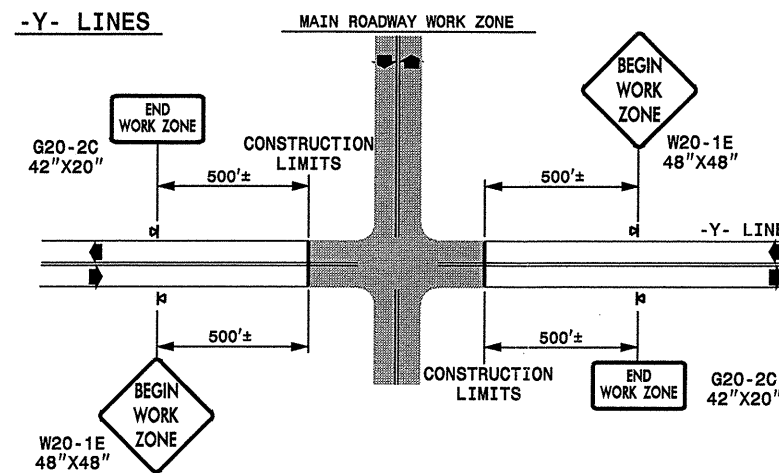 -Y- LINES
MAIN ROADWAY WORK ZONE
END
WORK ZONE
G20-2C
42"X20"
CONSTRUCTION
LIMITS
500'±
BEGIN
WORK
ZONE
W20-1E
48"X48"
500'±
-Y- LINE
500'±
BEGIN
WORK
ZONE
W20-1E
48"X48"
500'±
CONSTRUCTION
LIMITS
END
WORK ZONE
G20-2C
42"X20"